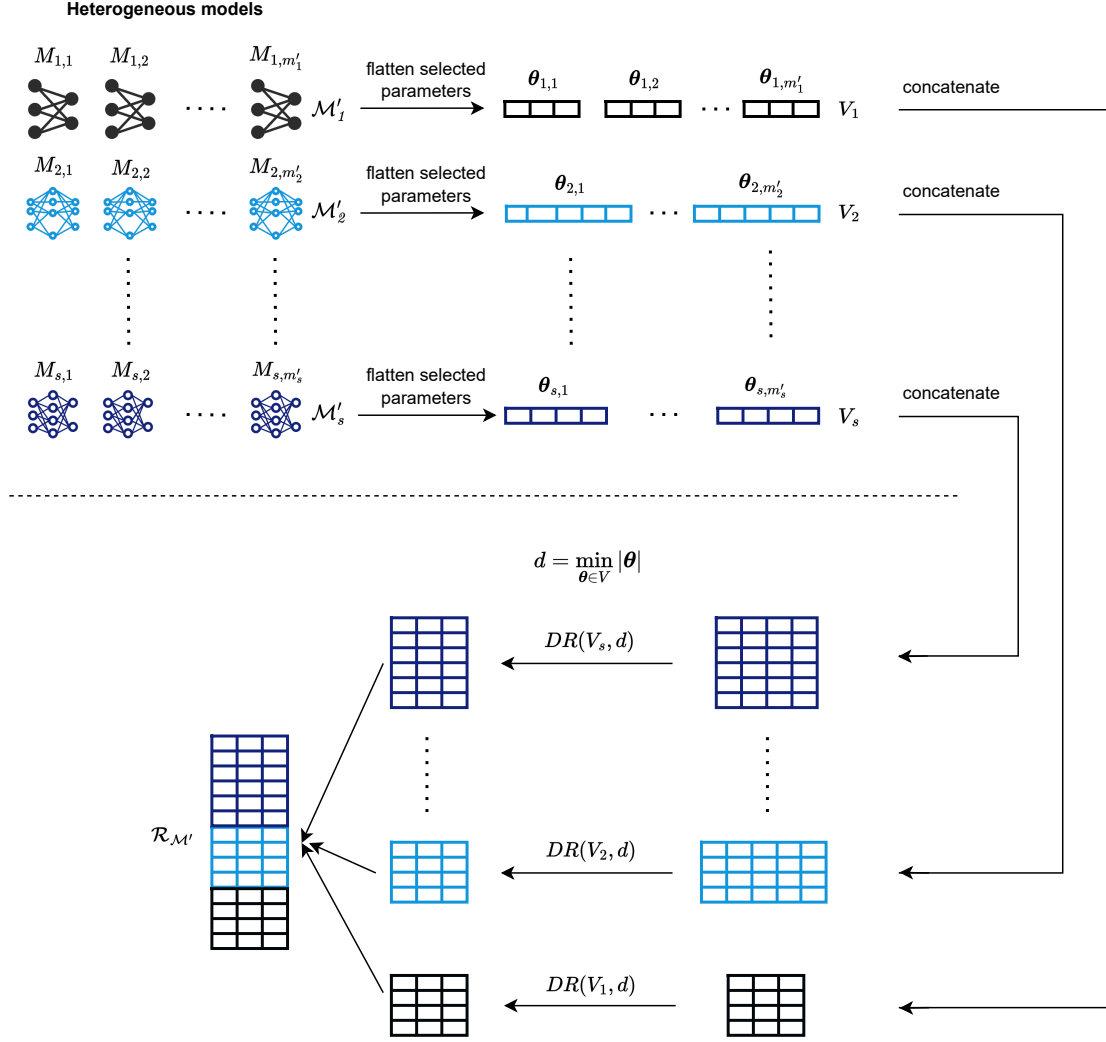 Heterogeneous models
M₁,₁ M₁,₂ M₁,m′₁
𝓜′₁ flatten selected parameters θ₁,₁ θ₁,₂ ··· θ₁,m′₁ V₁ concatenate
M₂,₁ M₂,₂ M₂,m′₂
𝓜′₂ flatten selected parameters θ₂,₁ ··· θ₂,m′₂ V₂ concatenate
Mₛ,₁ Mₛ,₂ Mₛ,m′ₛ
𝓜′ₛ flatten selected parameters θₛ,₁ ··· θₛ,m′ₛ Vₛ concatenate
d = min_{θ∈V} |θ|
DR(Vₛ, d)
𝓡_{𝓜′}
DR(V₂, d)
DR(V₁, d)